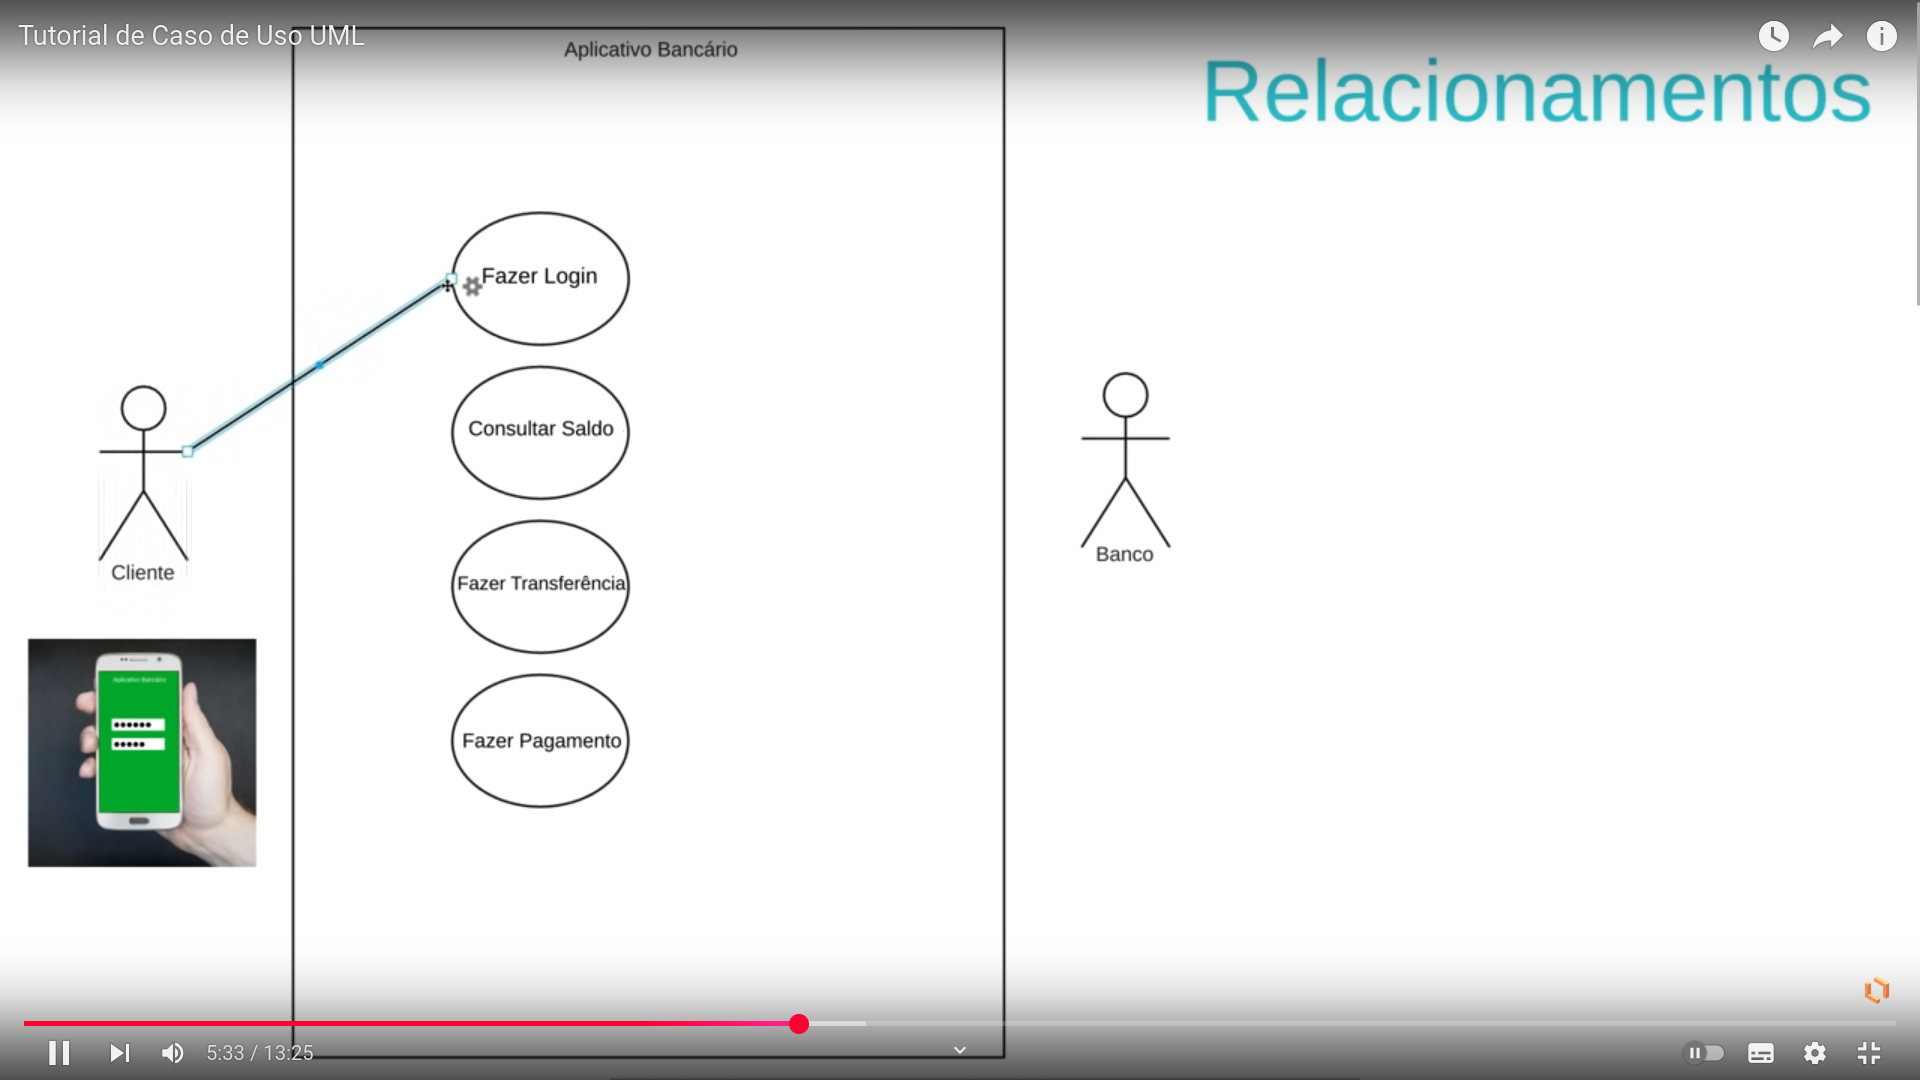 Tutorial de Caso de Uso UML
Aplicativo Bancário
Relacionamentos
Fazer Login
Consultar Saldo
Fazer Transferência
Fazer Pagamento
Cliente
Banco
Aplicativo Bancário
5:33 / 13:25